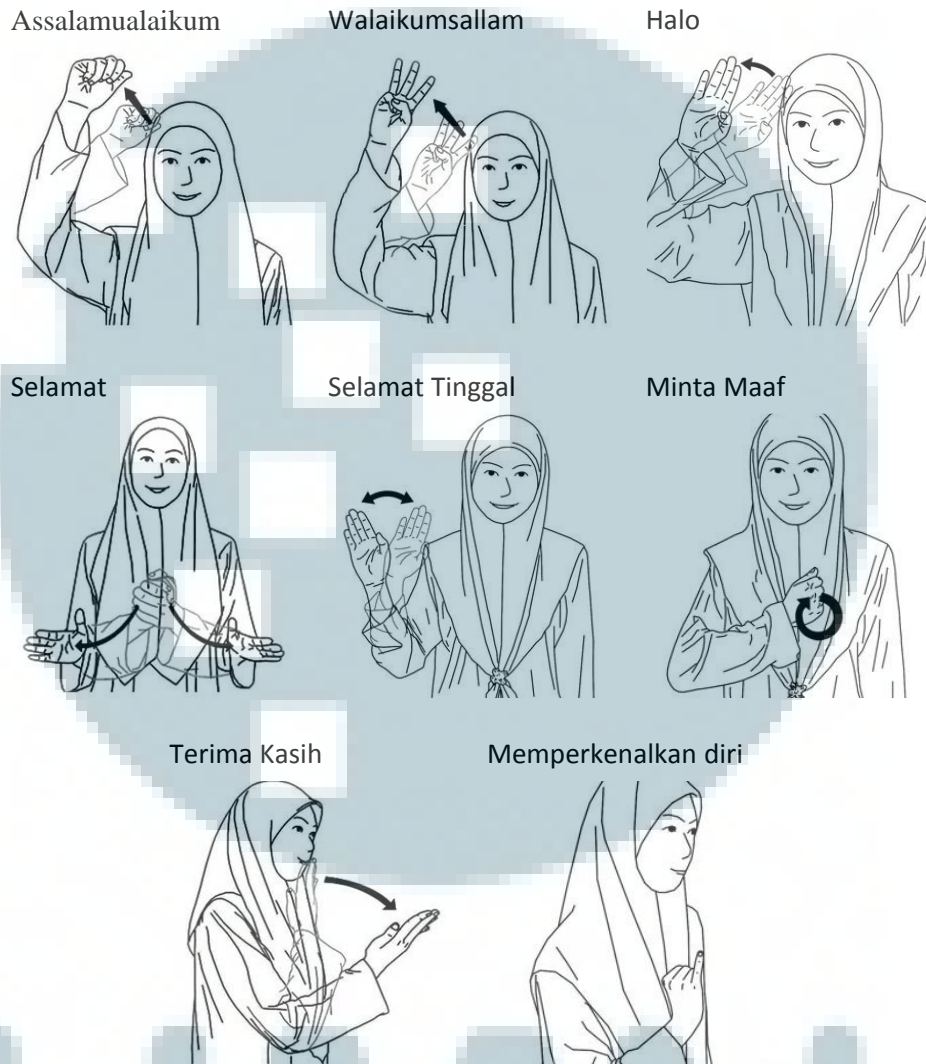 Assalamualaikum
Walaikumsallam
Halo
Selamat
Selamat Tinggal
Minta Maaf
Terima Kasih
Memperkenalkan diri